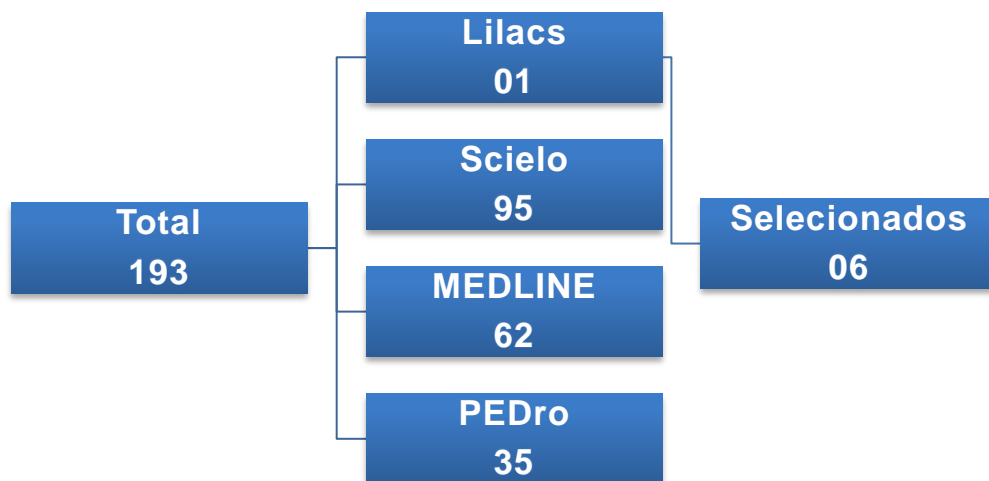 Total
193
Lilacs
01
Scielo
95
MEDLINE
62
PEDro
35
Selecionados
06